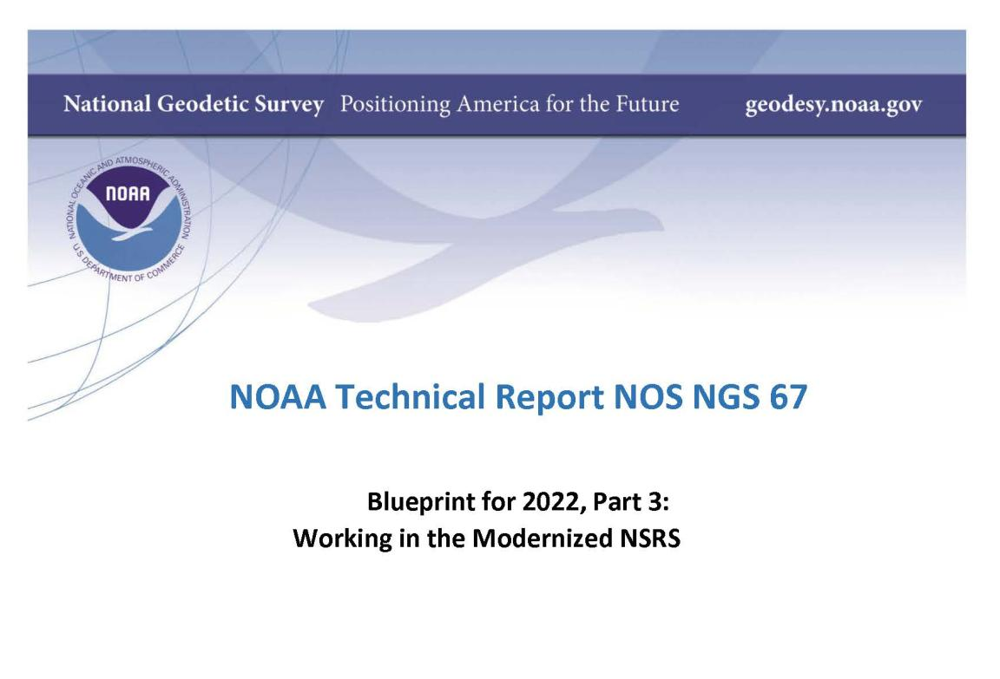 National Geodetic Survey Positioning America for the Future geodesy.noaa.gov
NATIONAL OCEANIC AND ATMOSPHERIC ADMINISTRATION
NOAA
U.S. DEPARTMENT OF COMMERCE
NOAA Technical Report NOS NGS 67
Blueprint for 2022, Part 3:
Working in the Modernized NSRS